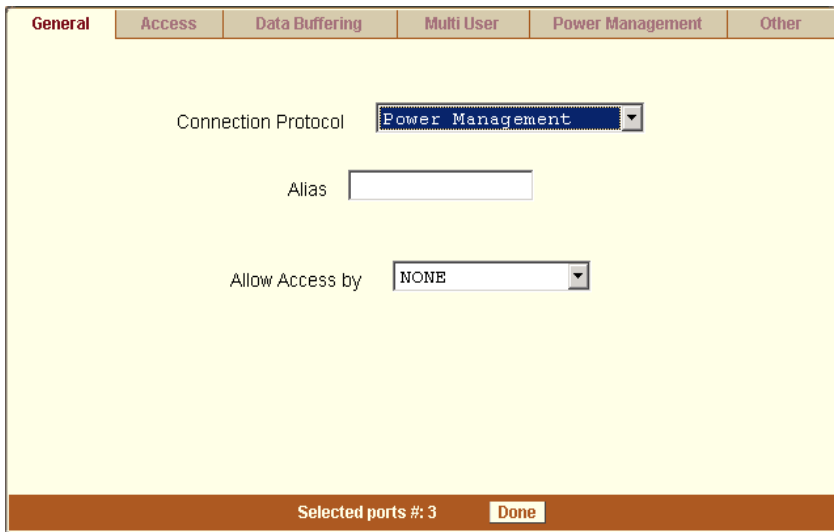 General Access Data Buffering Multi User Power Management Other
Connection Protocol Power Management
Alias
Allow Access by NONE
Selected ports #: 3 Done